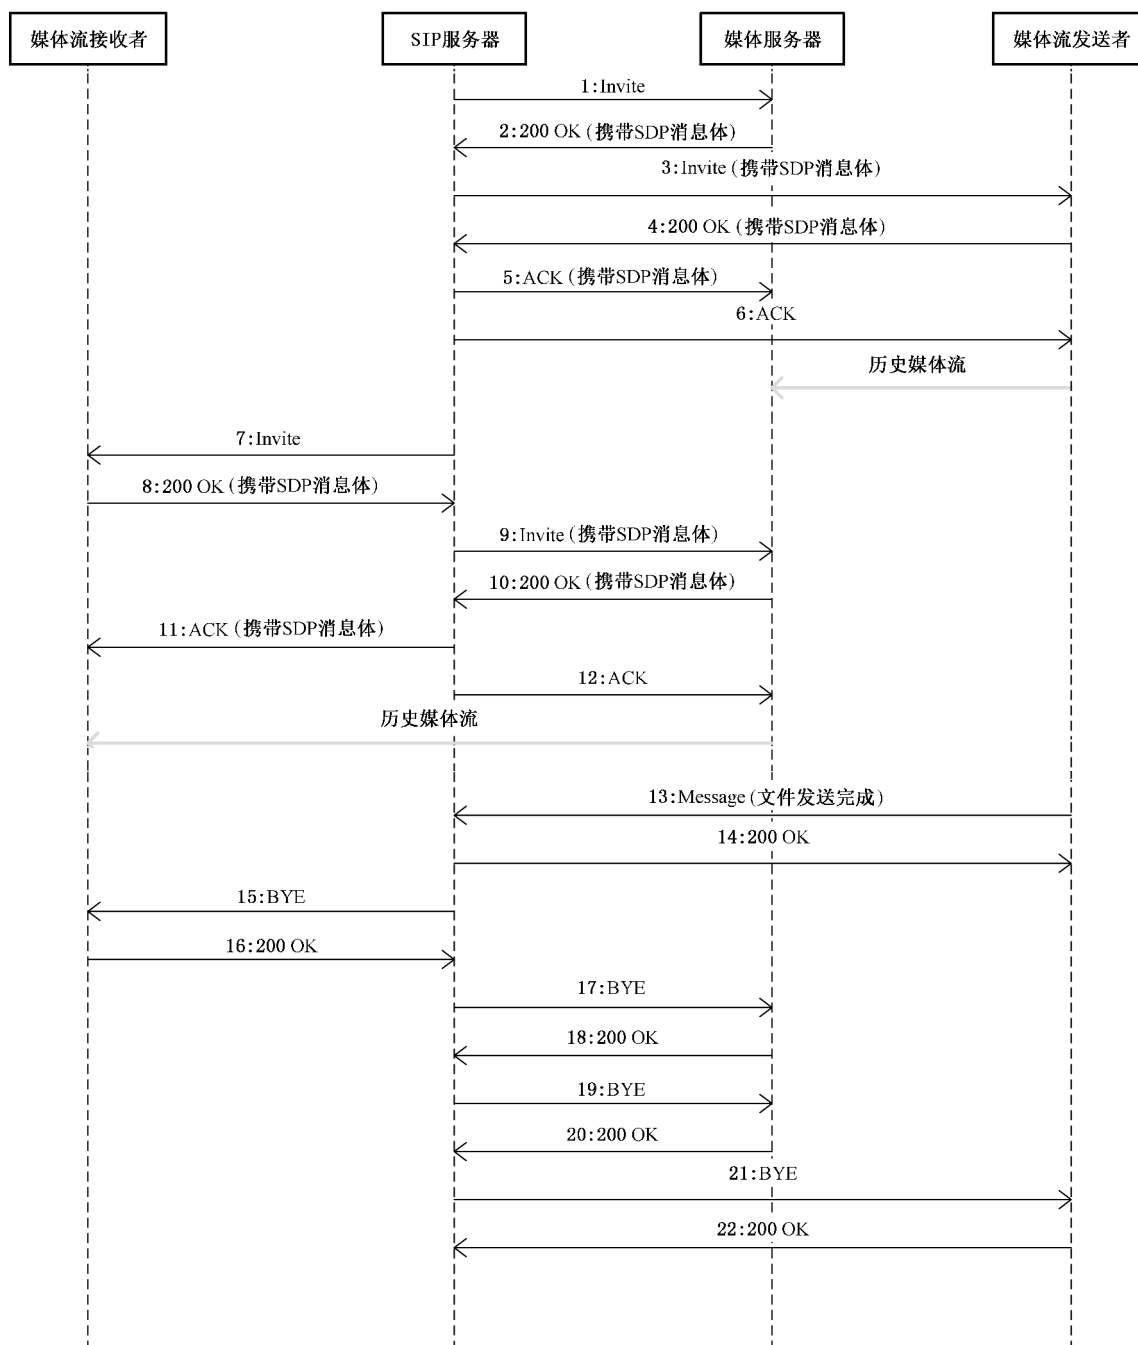 媒体流接收者
SIP服务器
媒体服务器
媒体流发送者
1:Invite
2:200 OK(携带SDP消息体)
3:Invite(携带SDP消息体)
4:200 OK(携带SDP消息体)
5:ACK(携带SDP消息体)
6:ACK
历史媒体流
7:Invite
8:200 OK(携带SDP消息体)
9:Invite(携带SDP消息体)
10:200 OK(携带SDP消息体)
11:ACK(携带SDP消息体)
12:ACK
历史媒体流
13:Message(文件发送完成)
14:200 OK
15:BYE
16:200 OK
17:BYE
18:200 OK
19:BYE
20:200 OK
21:BYE
22:200 OK